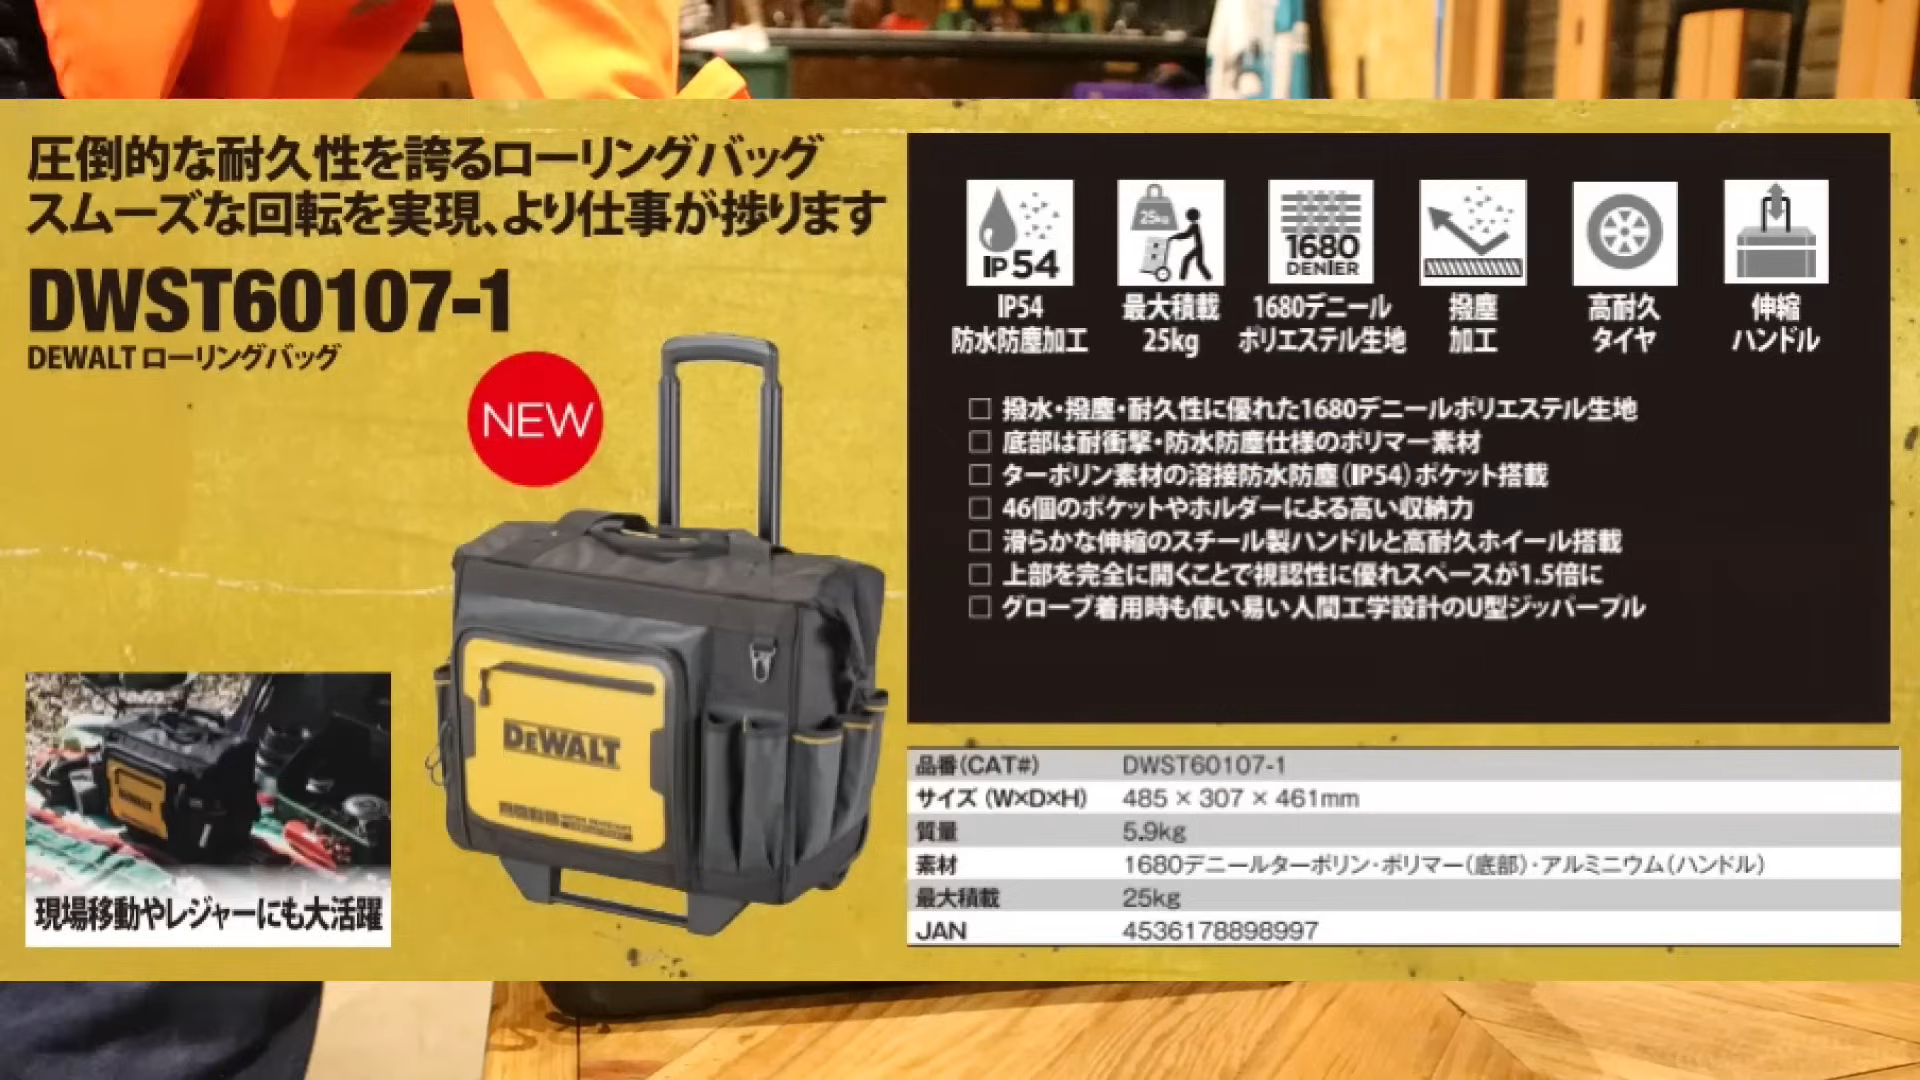 圧倒的な耐久性を誇るローリングバッグ
スムーズな回転を実現、より仕事が捗ります
DWST60107-1
DEWALT ローリングバッグ
NEW
DEWALT
現場移動やレジャーにも大活躍
IP54
25kg
1680
DENIER
IP54
防水防塵加工
最大積載
25kg
1680デニール
ポリエステル生地
撥塵
加工
高耐久
タイヤ
伸縮
ハンドル
□ 撥水・撥塵・耐久性に優れた1680デニールポリエステル生地
□ 底部は耐衝撃・防水防塵仕様のポリマー素材
□ ターポリン素材の溶接防水防塵(IP54)ポケット搭載
□ 46個のポケットやホルダーによる高い収納力
□ 滑らかな伸縮のスチール製ハンドルと高耐久ホイール搭載
□ 上部を完全に開くことで視認性に優れスペースが1.5倍に
□ グローブ着用時も使い易い人間工学設計のU型ジッパープル
品番(CAT#) DWST60107-1
サイズ (W×D×H) 485 × 307 × 461mm
質量 5.9kg
素材 1680デニールターポリン・ポリマー(底部)・アルミニウム(ハンドル)
最大積載 25kg
JAN 4536178898997